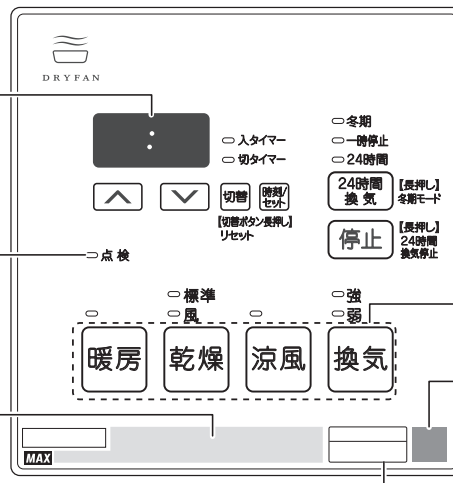 DRYFAN
:
入タイマー
切タイマー
冬期
一時停止
24時間
切替
時刻/
セット
【切替ボタン長押し】
リセット
24時間
換気
【長押し】
冬期モード
停止
【長押し】
24時間
換気停止
点検
標準
風
強
弱
暖房
乾燥
涼風
換気
MAX